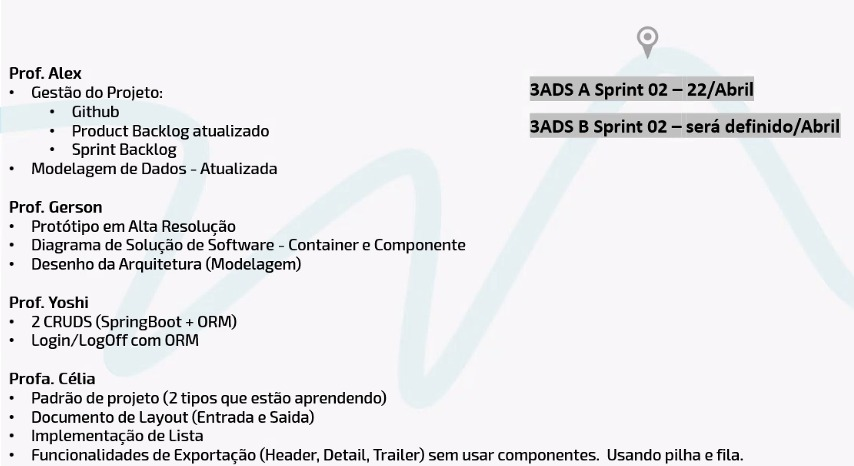 Prof. Alex
• Gestão do Projeto:
• Github
• Product Backlog atualizado
• Sprint Backlog
• Modelagem de Dados - Atualizada
Prof. Gerson
• Protótipo em Alta Resolução
• Diagrama de Solução de Software - Container e Componente
• Desenho da Arquitetura (Modelagem)
Prof. Yoshi
• 2 CRUDS (SpringBoot + ORM)
• Login/LogOff com ORM
Profa. Célia
• Padrão de projeto (2 tipos que estão aprendendo)
• Documento de Layout (Entrada e Saida)
• Implementação de Lista
• Funcionalidades de Exportação (Header, Detail, Trailer) sem usar componentes. Usando pilha e fila.
3ADS A Sprint 02 – 22/Abril
3ADS B Sprint 02 – será definido/Abril